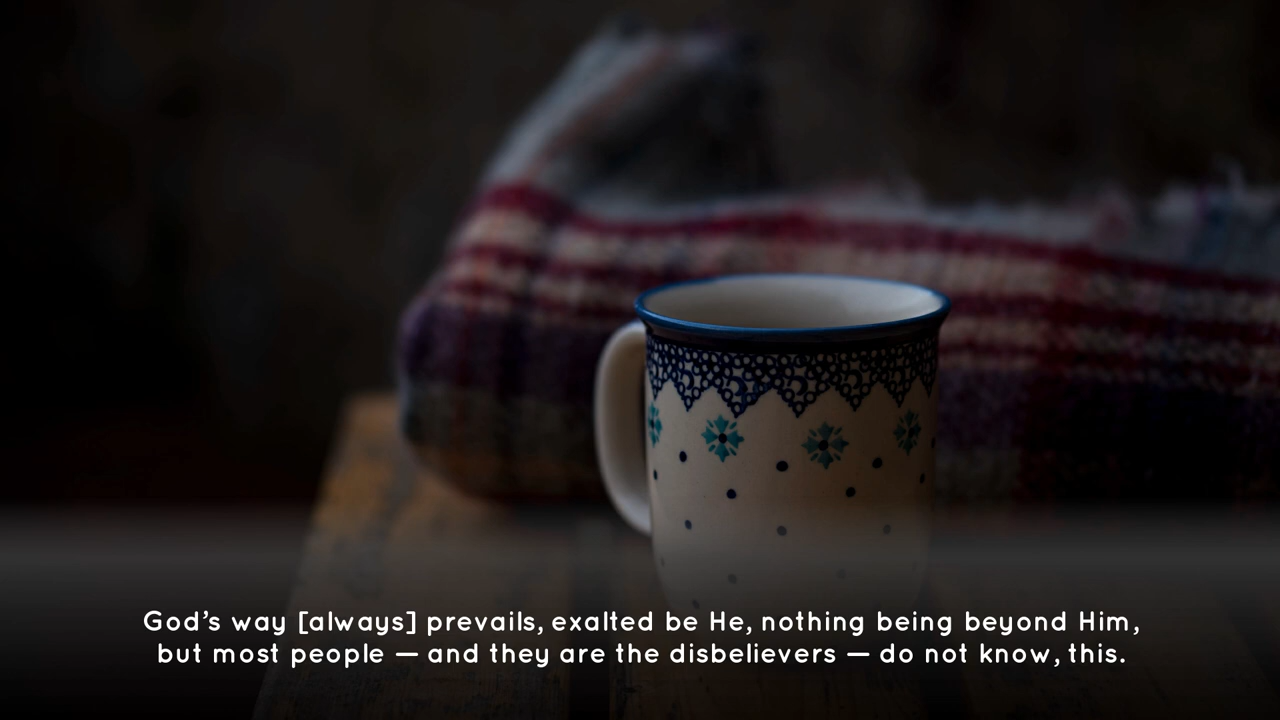 God’s way [always] prevails, exalted be He, nothing being beyond Him,
but most people — and they are the disbelievers — do not know, this.